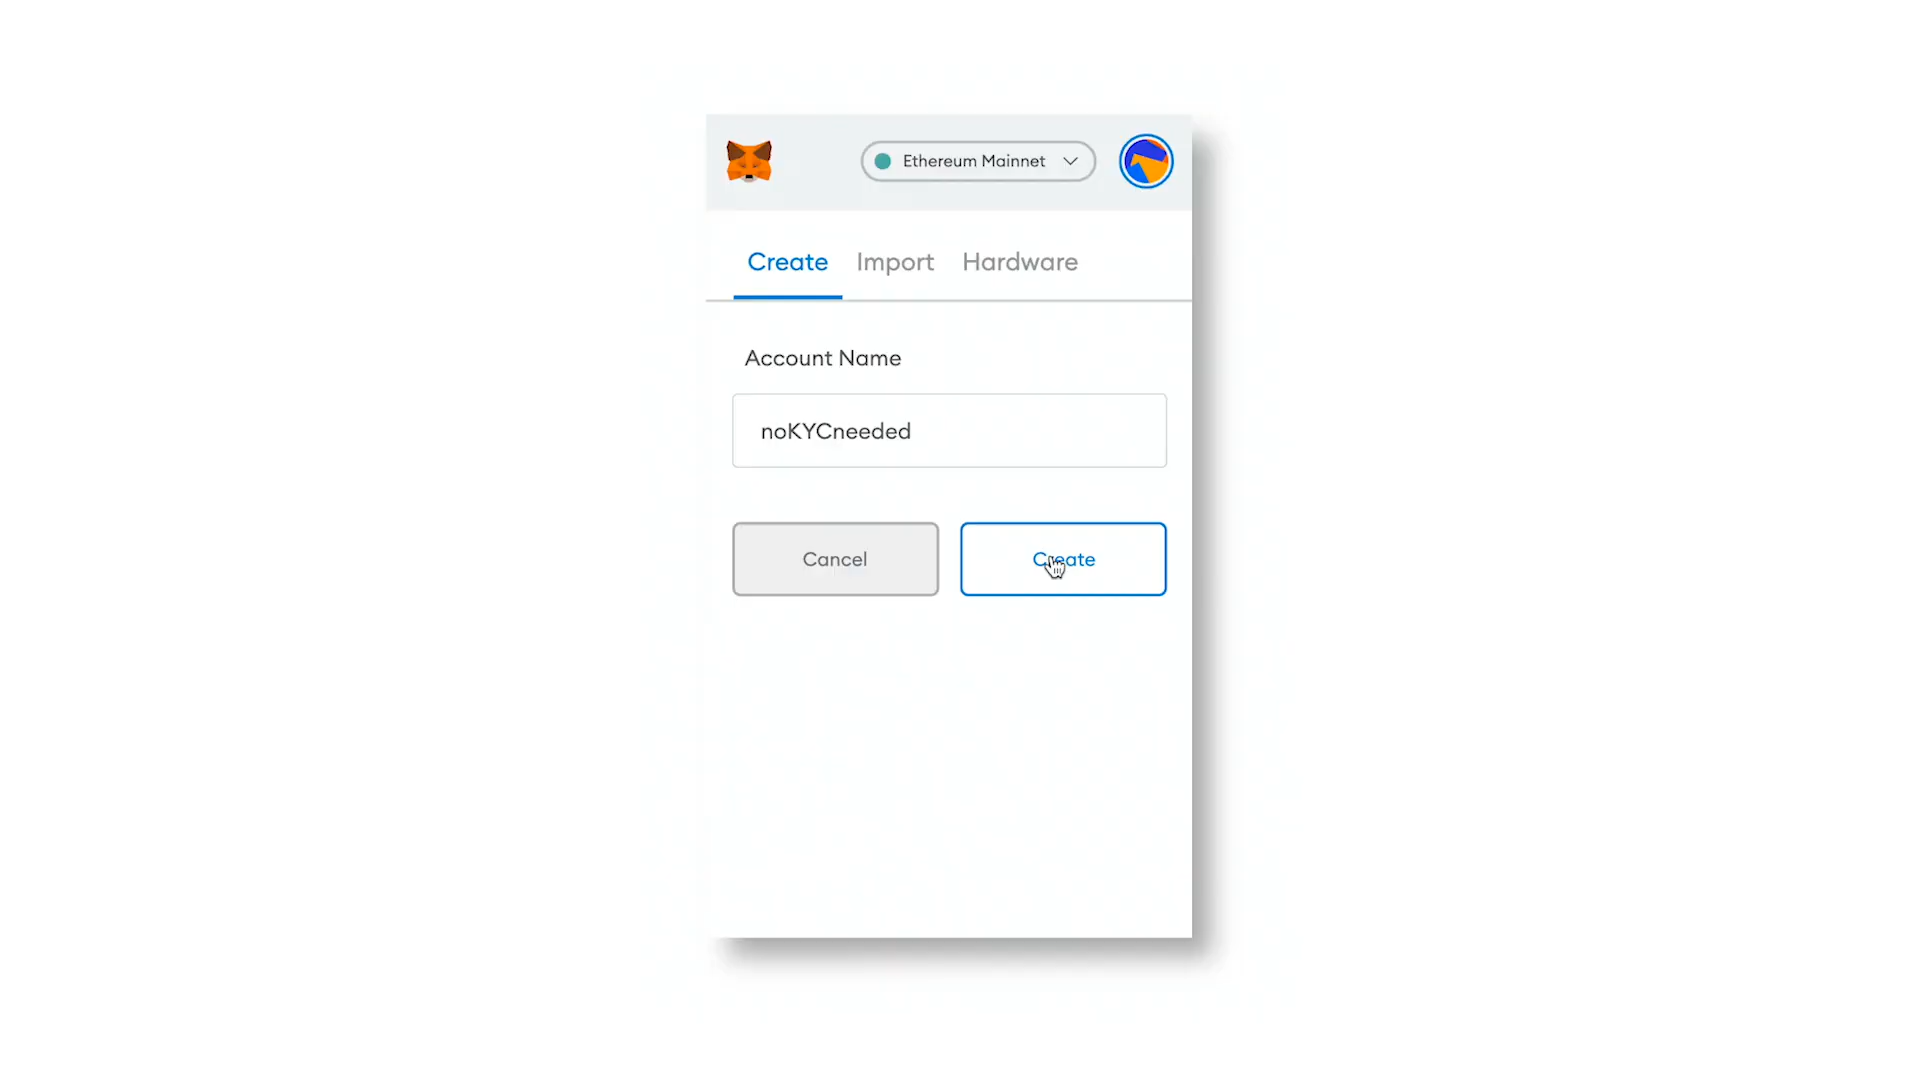 Ethereum Mainnet
Create Import Hardware
Account Name
noKYCneeded
Cancel Create